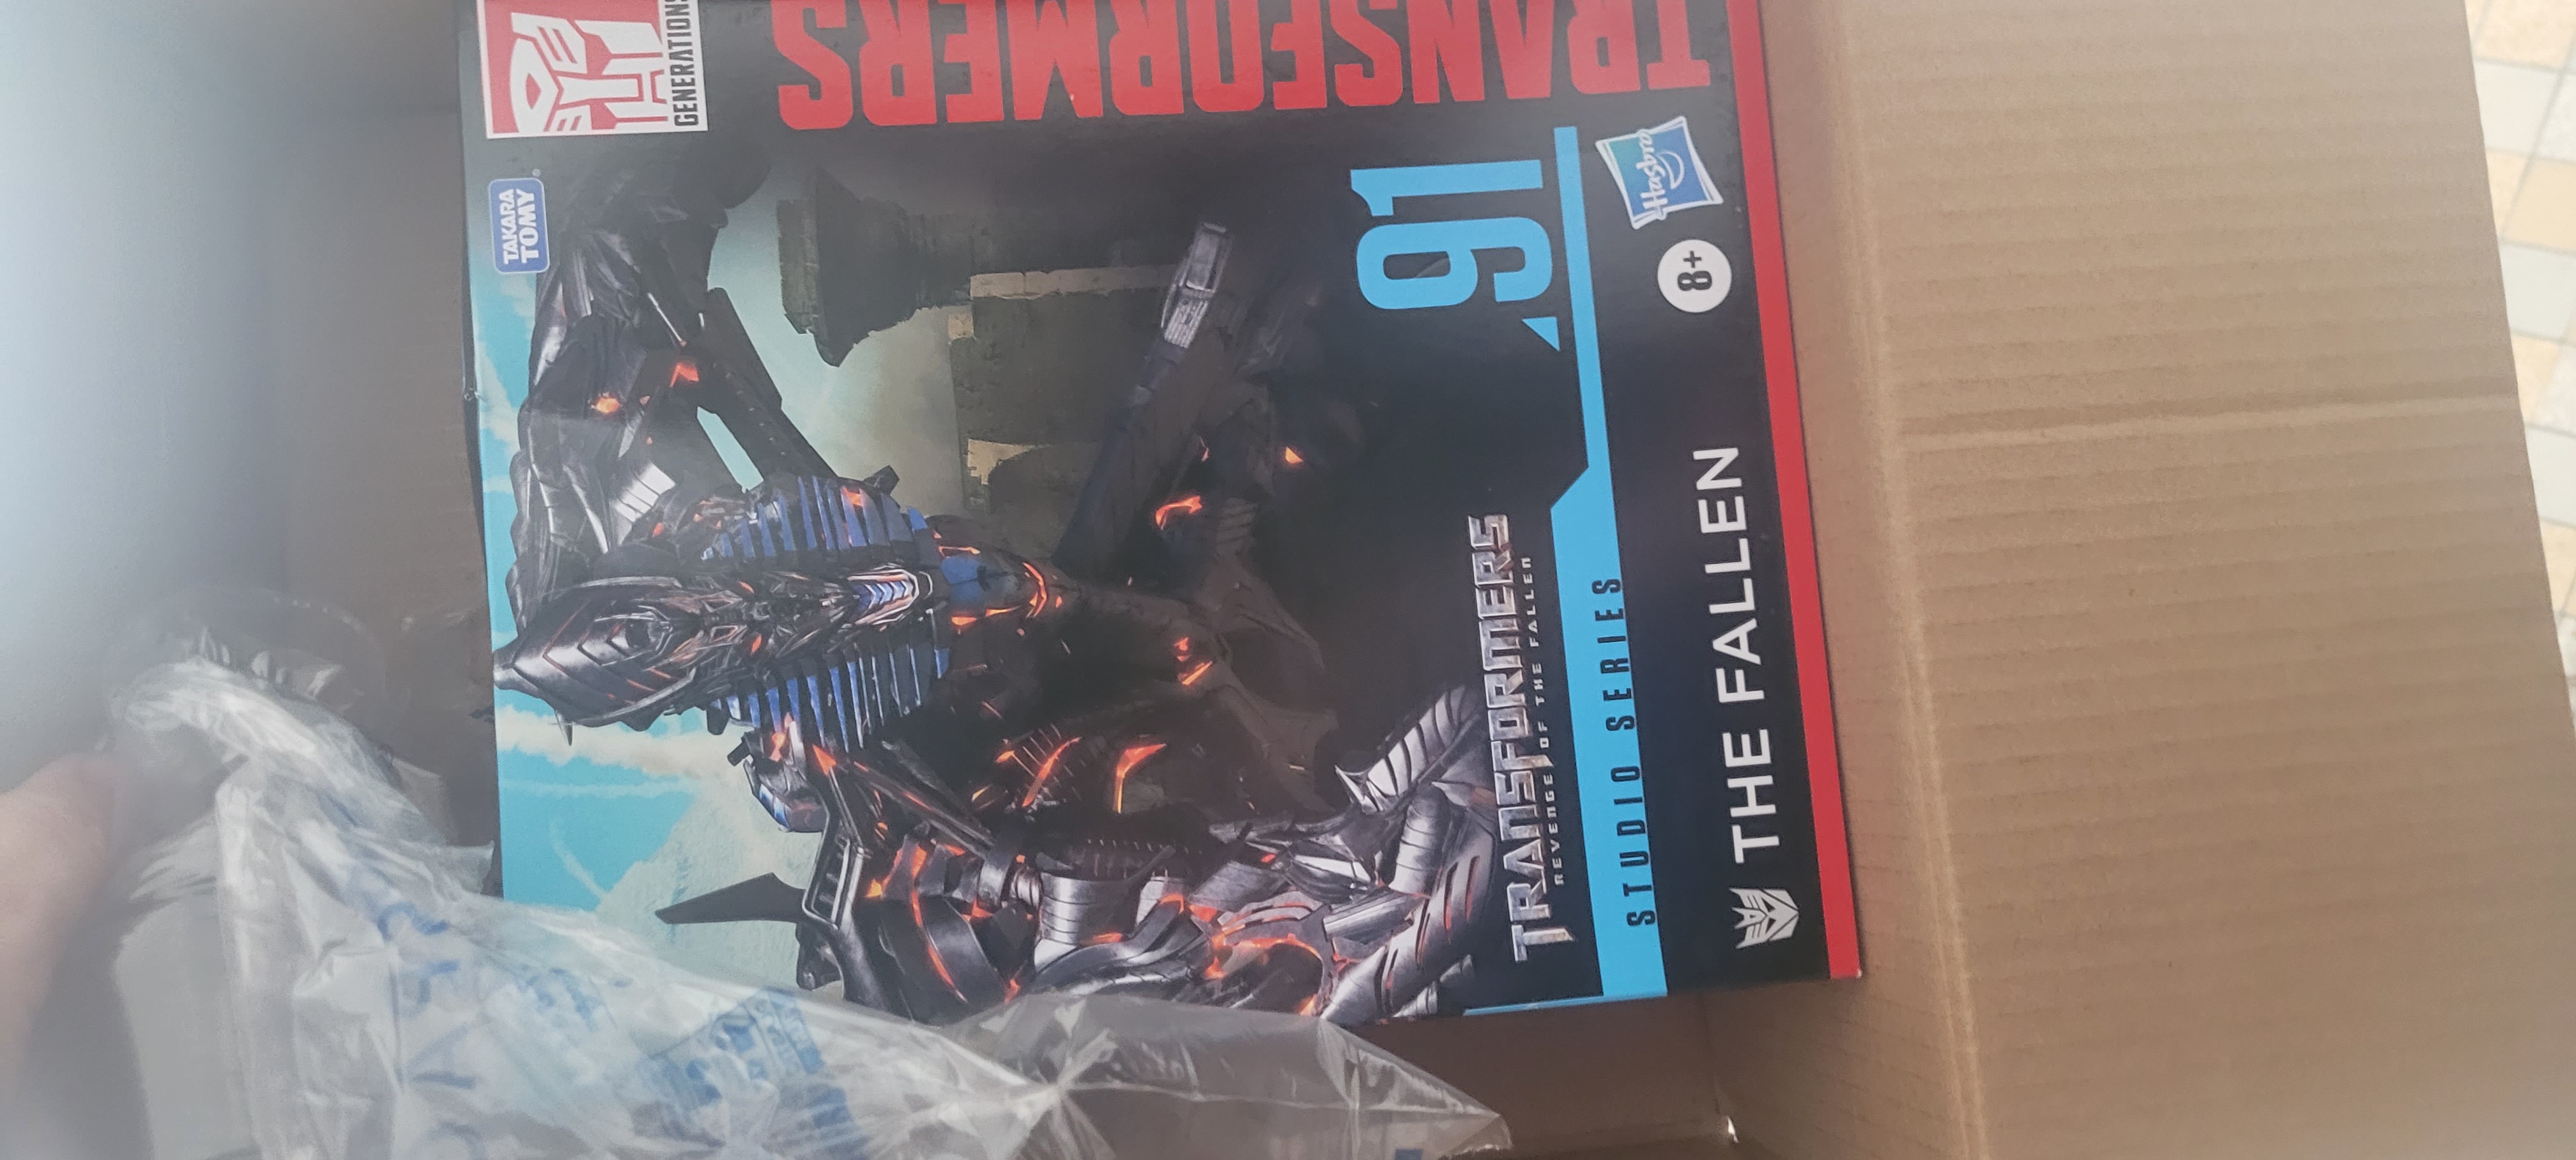 TRANSFORMERS
GENERATIONS
TAKARA
TOMY
®
91
TRANSFORMERS
REVENGE OF THE FALLEN
STUDIO SERIES
THE FALLEN
8+
Hasbro